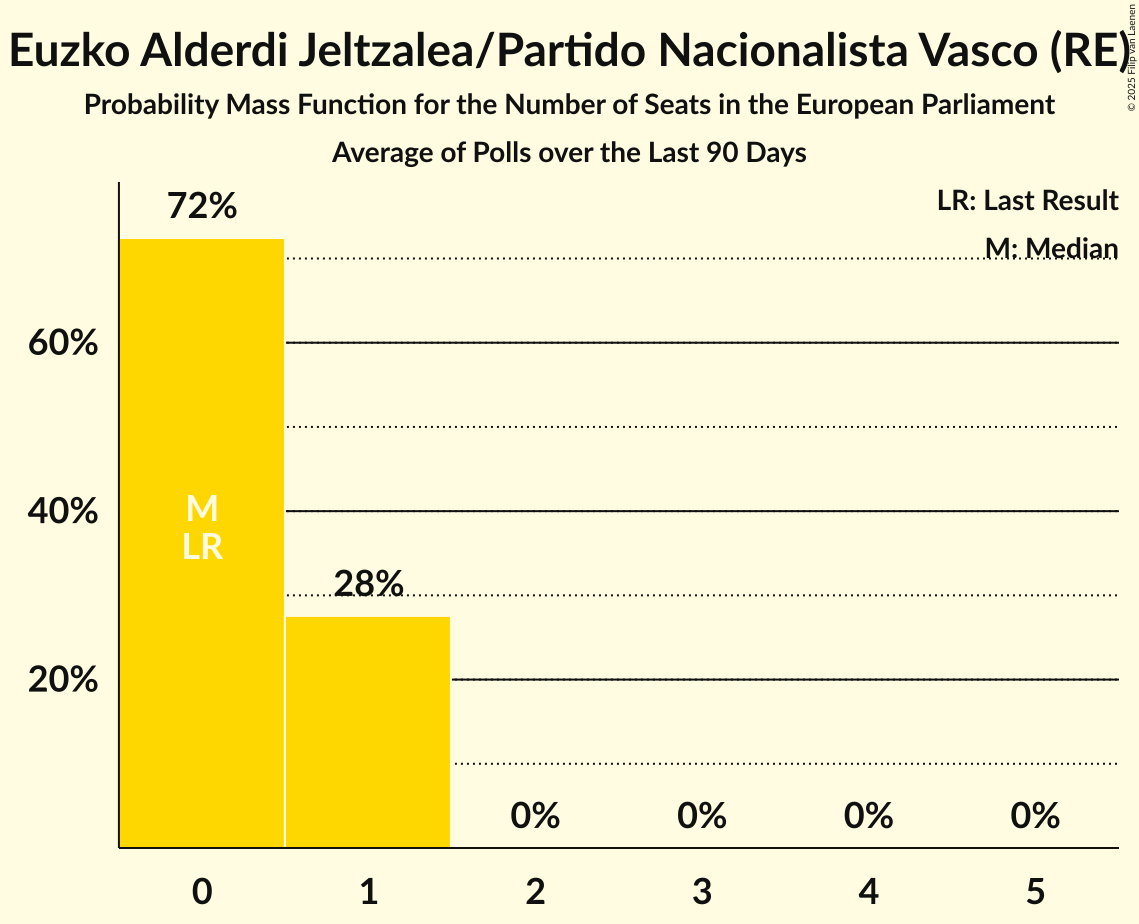 Euzko Alderdi Jeltzalea/Partido Nacionalista Vasco (RE)
© 2025 Filip van Laenen
Probability Mass Function for the Number of Seats in the European Parliament
Average of Polls over the Last 90 Days
LR: Last Result
M: Median
72%
60%
40%
20%
M
LR
28%
0% 0% 0% 0%
0 1 2 3 4 5